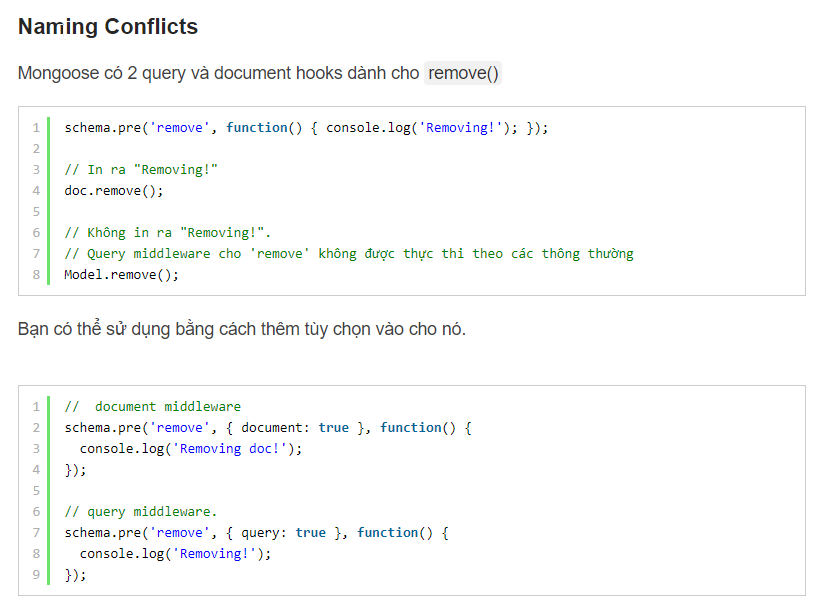 Naming Conflicts
Mongoose có 2 query và document hooks dành cho remove()
1 schema.pre('remove', function() { console.log('Removing!'); });
2
3 // In ra "Removing!"
4 doc.remove();
5
6 // Không in ra "Removing!".
7 // Query middleware cho 'remove' không được thực thi theo các thông thường
8 Model.remove();
Bạn có thể sử dụng bằng cách thêm tùy chọn vào cho nó.
1 //  document middleware
2 schema.pre('remove', { document: true }, function() {
3   console.log('Removing doc!');
4 });
5
6 // query middleware.
7 schema.pre('remove', { query: true }, function() {
8   console.log('Removing!');
9 });